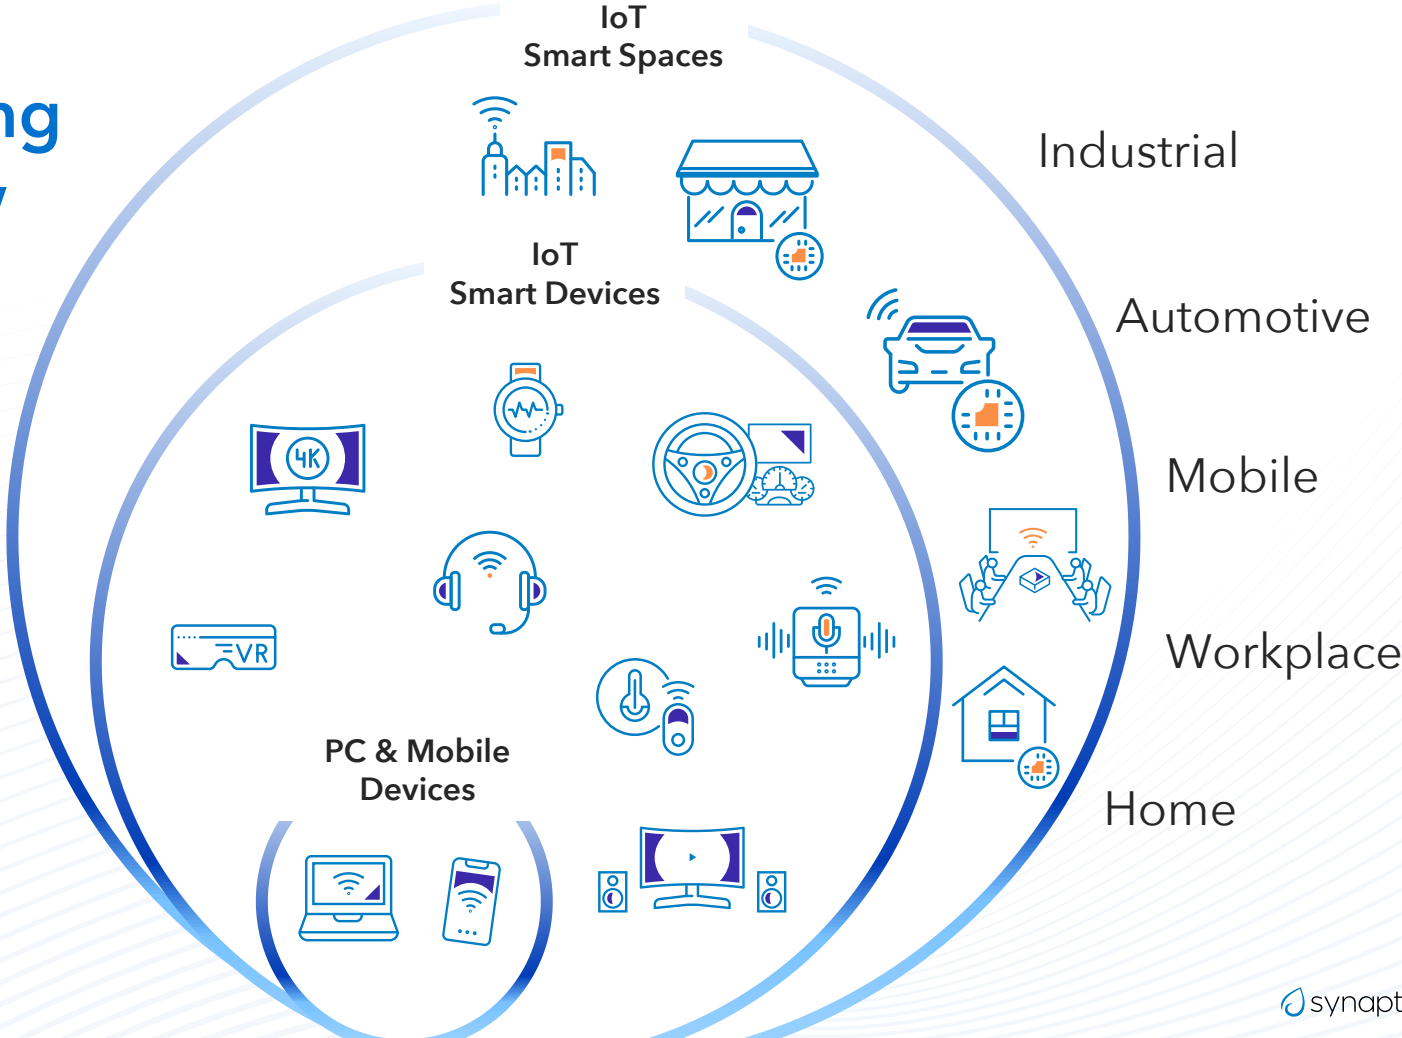 ng
y
IoT
Smart Spaces
Industrial
IoT
Smart Devices
Automotive
4K
Mobile
VR
Workplace
PC & Mobile
Devices
Home
synapt